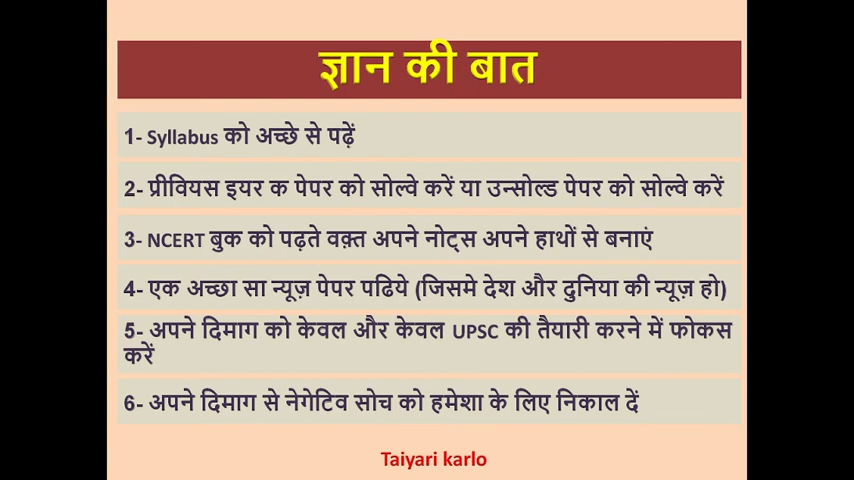 ज्ञान की बात
1- Syllabus को अच्छे से पढ़ें
2- प्रीवियस इयर क पेपर को सोल्वे करें या उन्सोल्ड पेपर को सोल्वे करें
3- NCERT बुक को पढ़ते वक़्त अपने नोट्स अपने हाथों से बनाएं
4- एक अच्छा सा न्यूज़ पेपर पढिये (जिसमे देश और दुनिया की न्यूज़ हो)
5- अपने दिमाग को केवल और केवल UPSC की तैयारी करने में फोकस
करें
6- अपने दिमाग से नेगेटिव सोच को हमेशा के लिए निकाल दें
Taiyari karlo